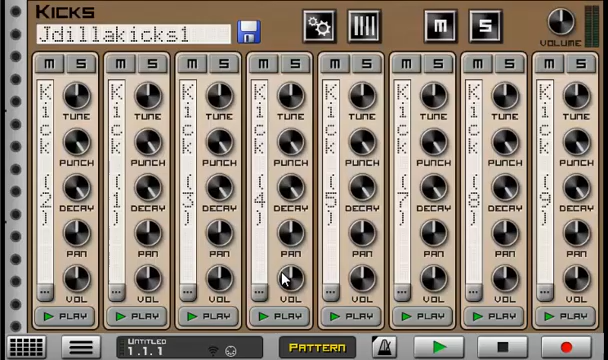 Kicks
Jdillakicks1
M S
VOLUME
M S M S M S M S M S M S M S M S
Kick (2) Kick (1) Kick (3) Kick (4) Kick (5) Kick (7) Kick (8) Kick (9)
TUNE TUNE TUNE TUNE TUNE TUNE TUNE TUNE
PUNCH PUNCH PUNCH PUNCH PUNCH PUNCH PUNCH PUNCH
DECAY DECAY DECAY DECAY DECAY DECAY DECAY DECAY
PAN PAN PAN PAN PAN PAN PAN PAN
... VOL ... VOL ... VOL ... VOL ... VOL ... VOL ... VOL ... VOL
PLAY PLAY PLAY PLAY PLAY PLAY PLAY PLAY
Untitled
1.1.1
Pattern